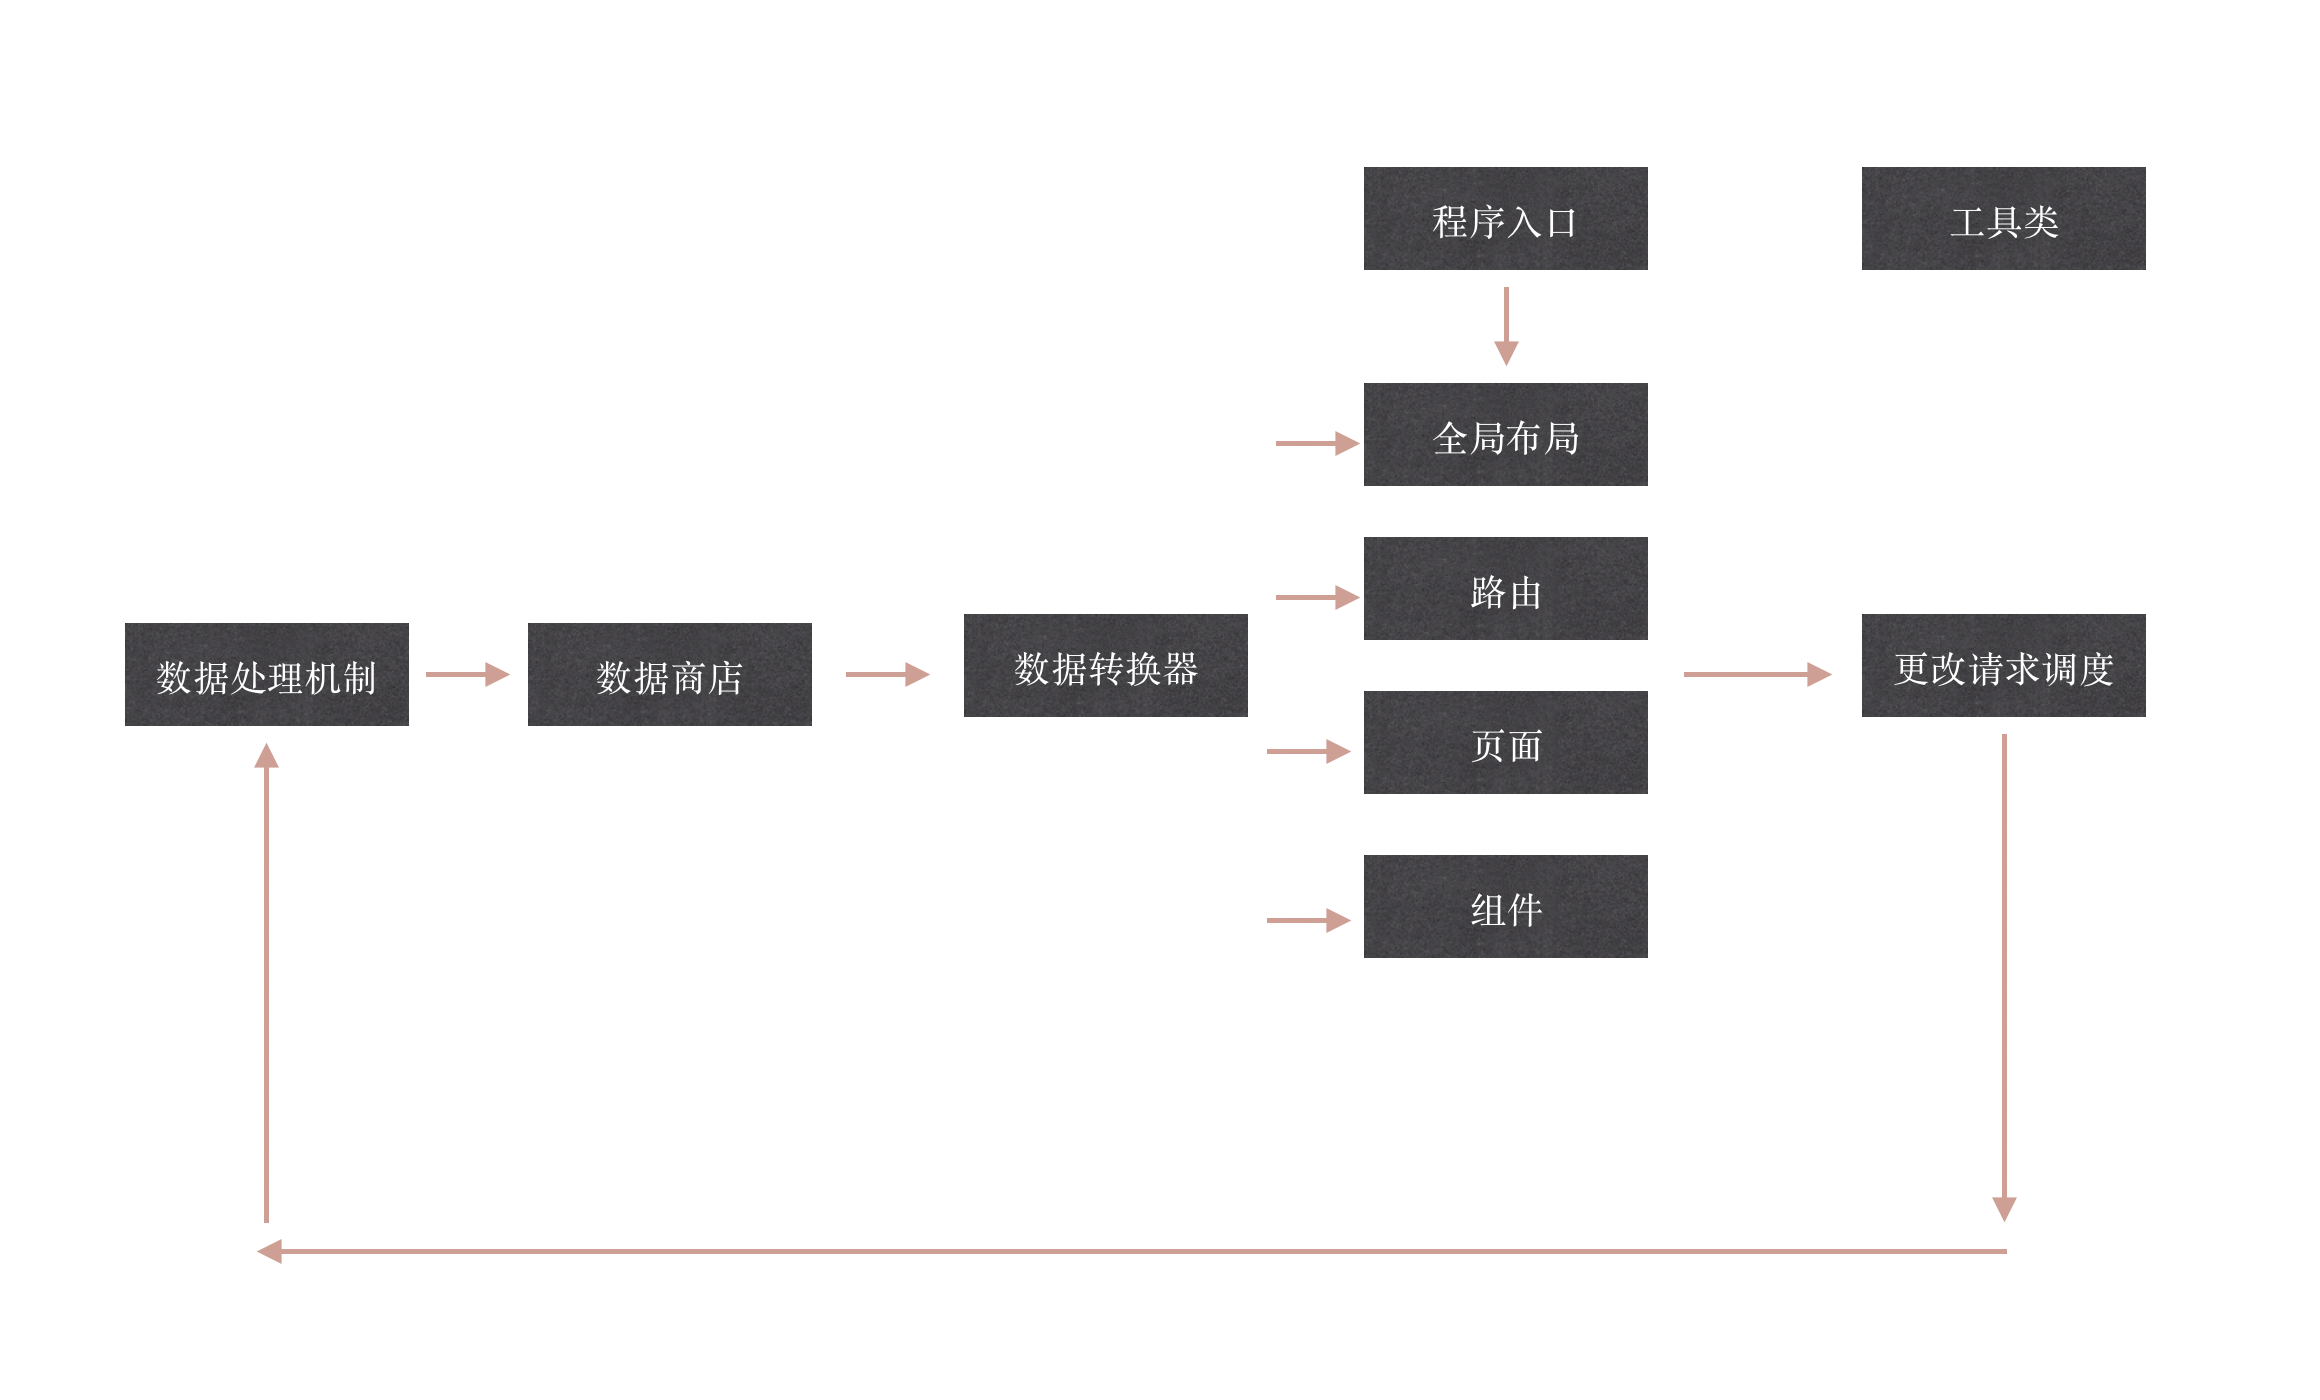 程序入口
工具类
全局布局
路由
数据处理机制
数据商店
数据转换器
更改请求调度
页面
组件